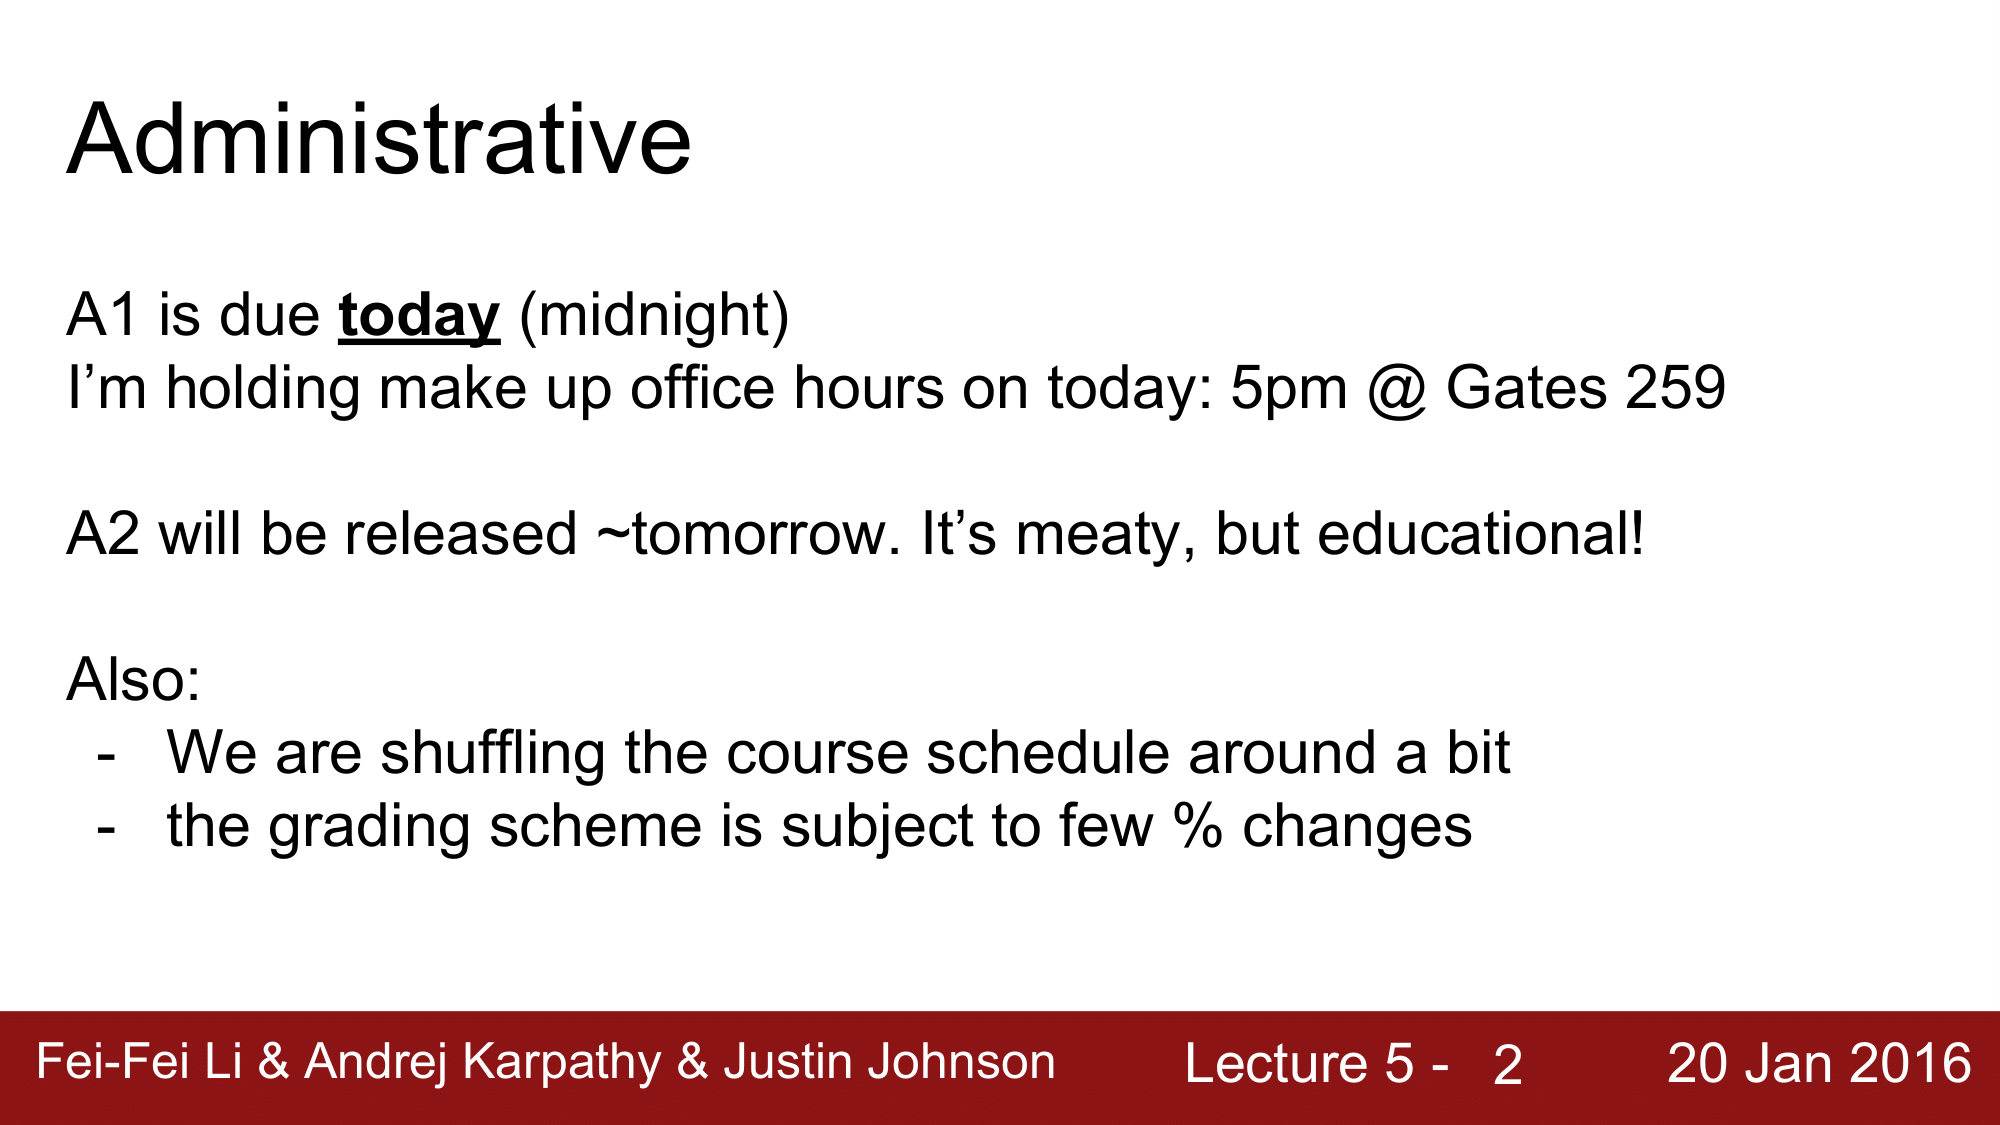 Administrative
A1 is due today (midnight)
I’m holding make up office hours on today: 5pm @ Gates 259
A2 will be released ~tomorrow. It’s meaty, but educational!
Also:
- We are shuffling the course schedule around a bit
- the grading scheme is subject to few % changes
Fei-Fei Li & Andrej Karpathy & Justin Johnson Lecture 5 - 2 20 Jan 2016